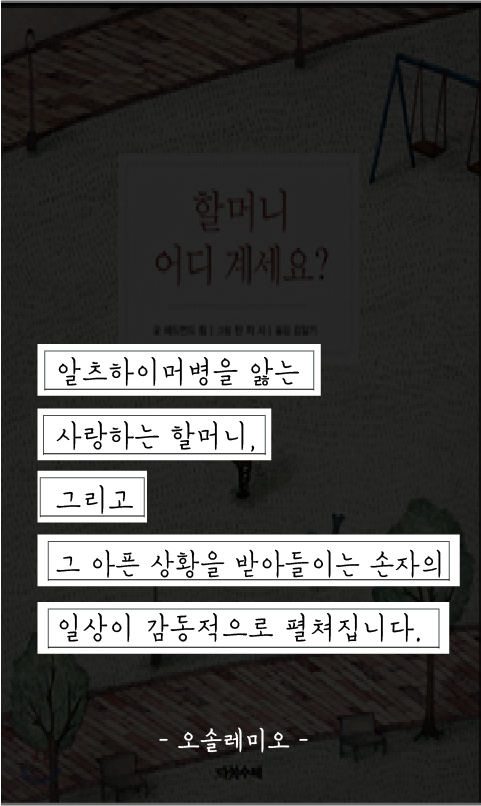 할머니
어디 계세요?
알츠하이머병을 앓는
사랑하는 할머니,
그리고
그 아픈 상황을 받아들이는 손자의
일상이 감동적으로 펼쳐집니다.
- 오솔레미오 -